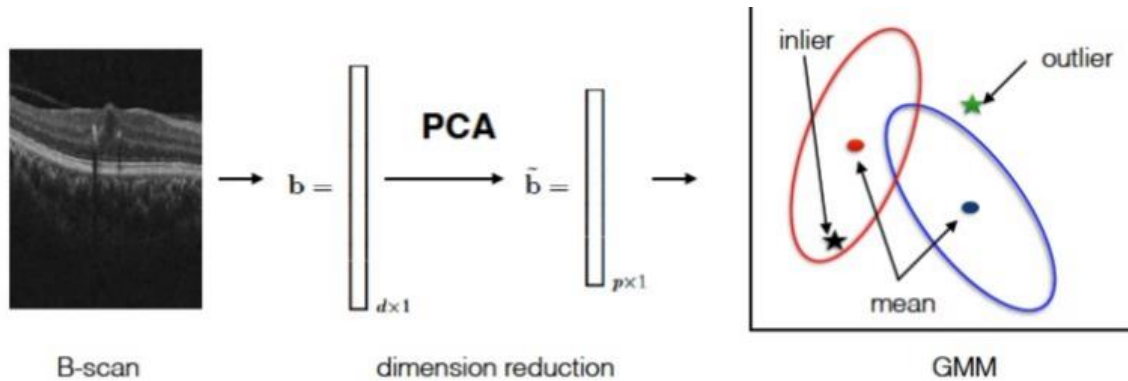 inlier
outlier
PCA
b =
b̃ =
d×1
p×1
mean
B-scan
dimension reduction
GMM